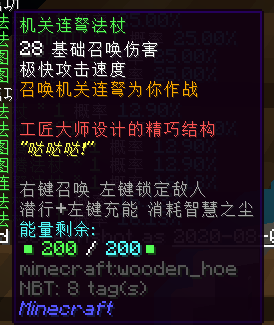 机关连弩法杖
28 基础召唤伤害
极快攻击速度
召唤机关连弩为你作战
工匠大师设计的精巧结构
"哒哒哒!"
右键召唤 左键锁定敌人
潜行+左键充能 消耗智慧之尘
能量剩余:
200 / 200
minecraft:wooden_hoe
NBT: 8 tag(s)
Minecraft